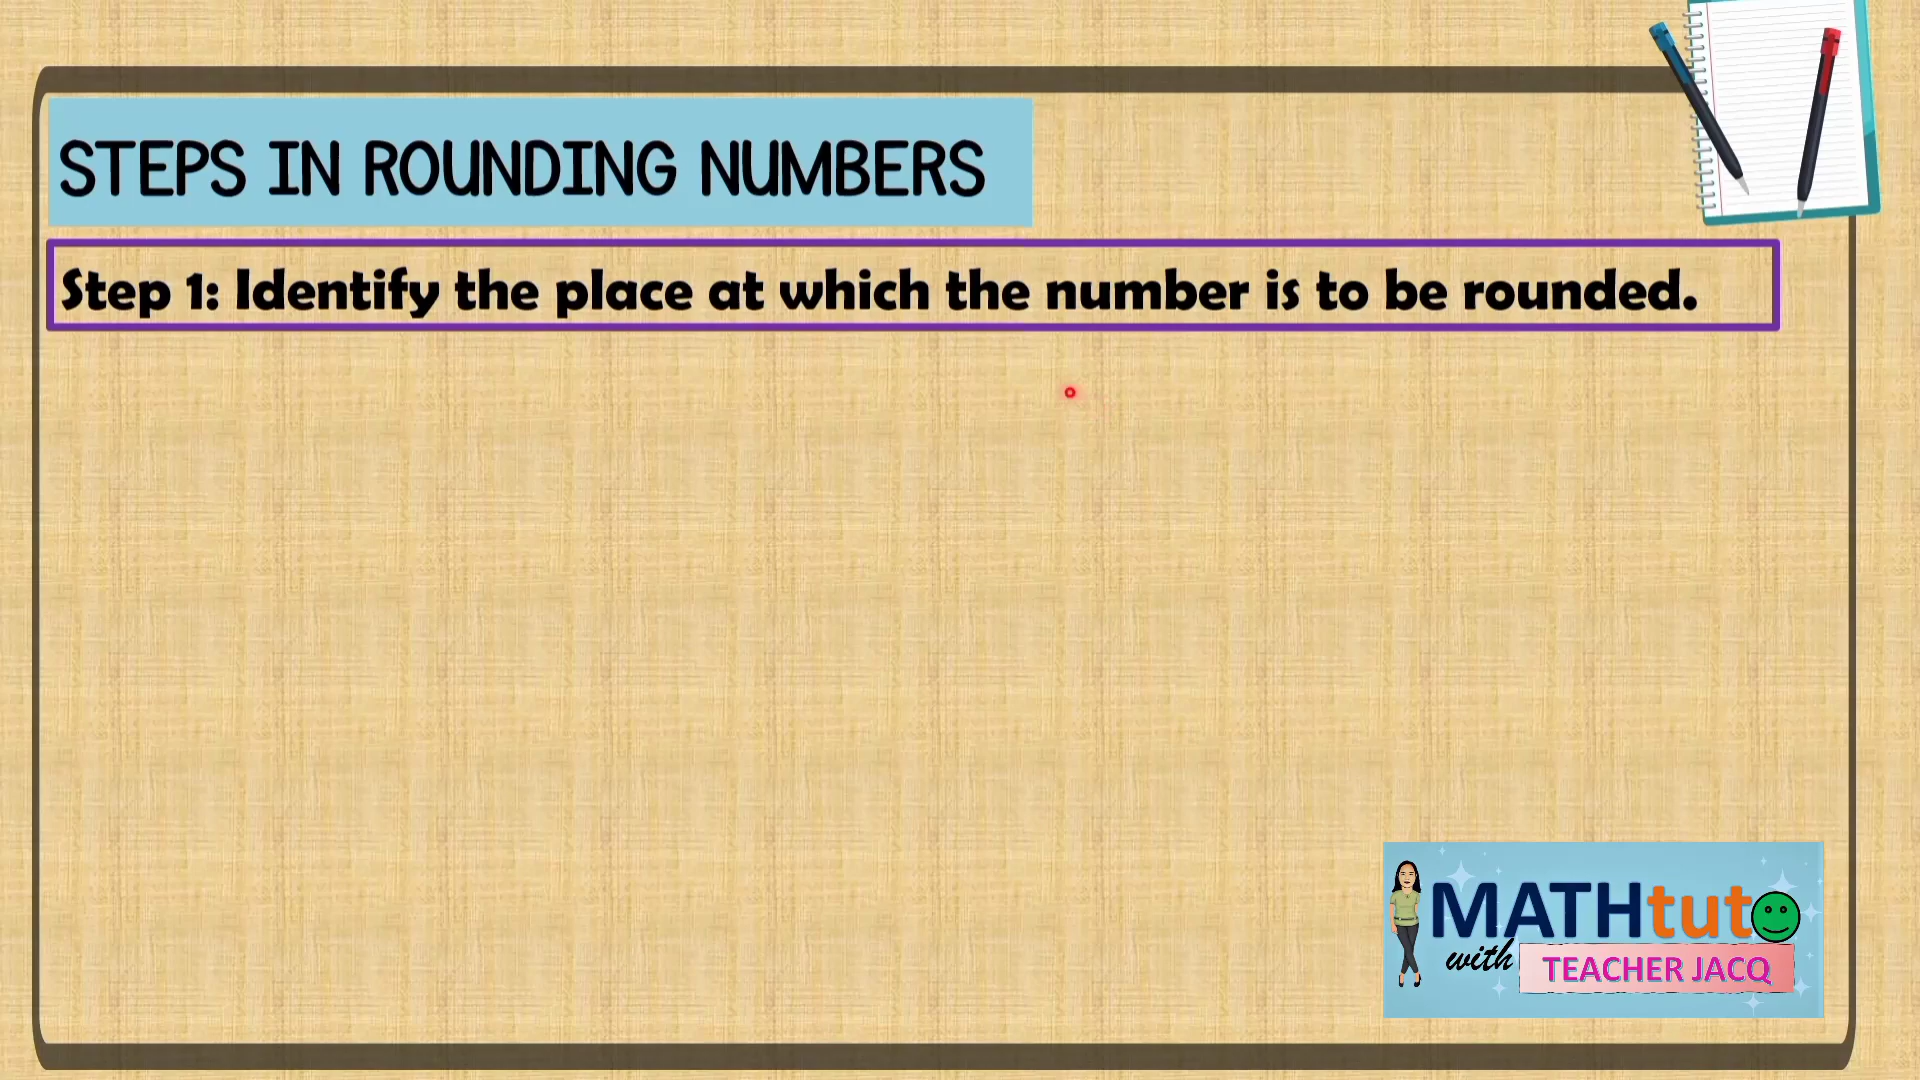 STEPS IN ROUNDING NUMBERS
Step 1: Identify the place at which the number is to be rounded.
MATHtut
with
TEACHER JACQ